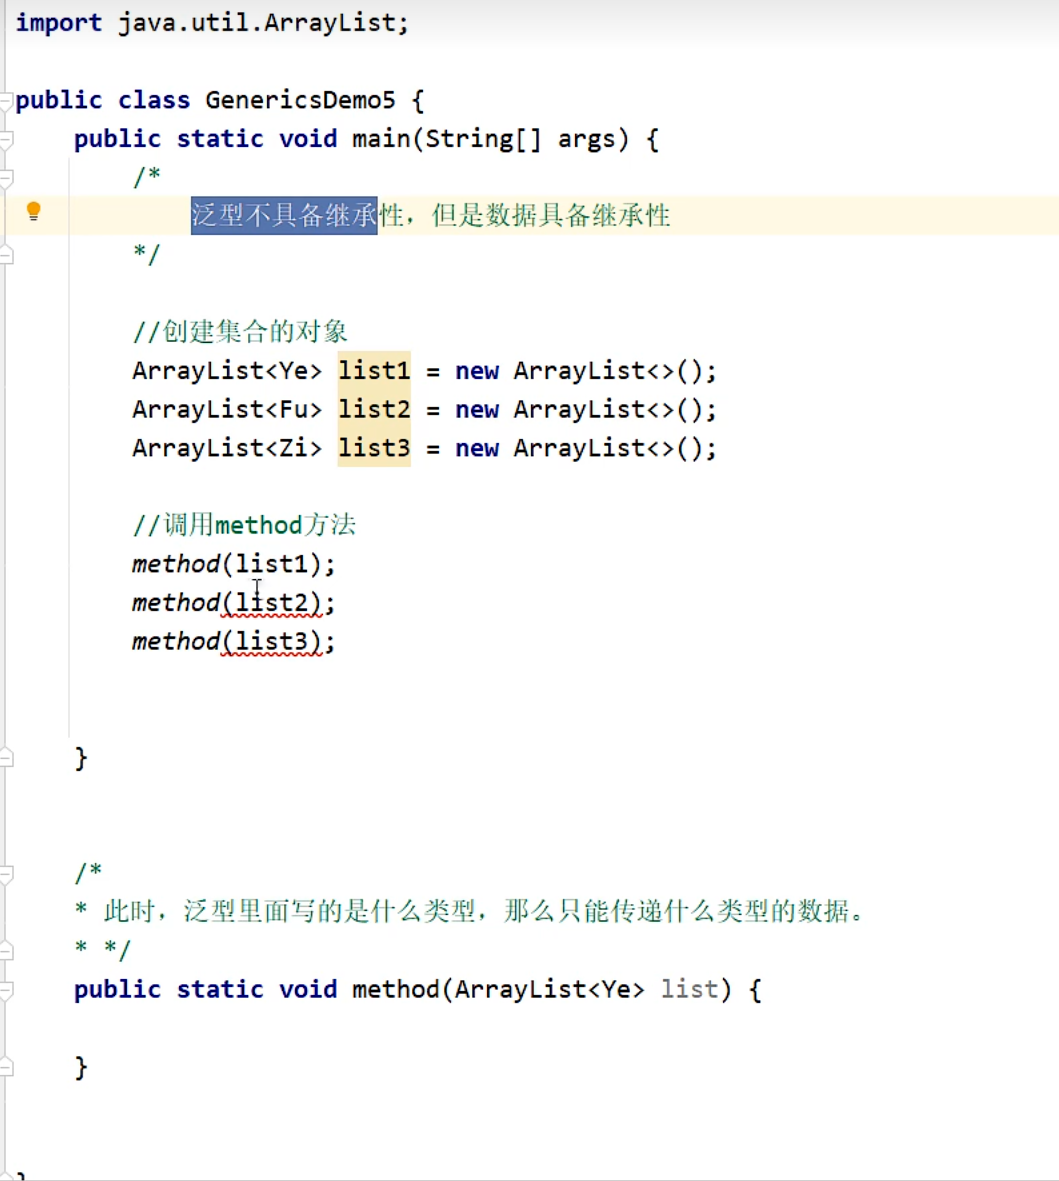 import java.util.ArrayList;
public class GenericsDemo5 {
public static void main(String[] args) {
/*
泛型不具备继承性，但是数据具备继承性
*/
//创建集合的对象
ArrayList<Ye> list1 = new ArrayList<>();
ArrayList<Fu> list2 = new ArrayList<>();
ArrayList<Zi> list3 = new ArrayList<>();
//调用method方法
method(list1);
method(list2);
method(list3);
}
/*
* 此时，泛型里面写的是什么类型，那么只能传递什么类型的数据。
* */
public static void method(ArrayList<Ye> list) {
}
}